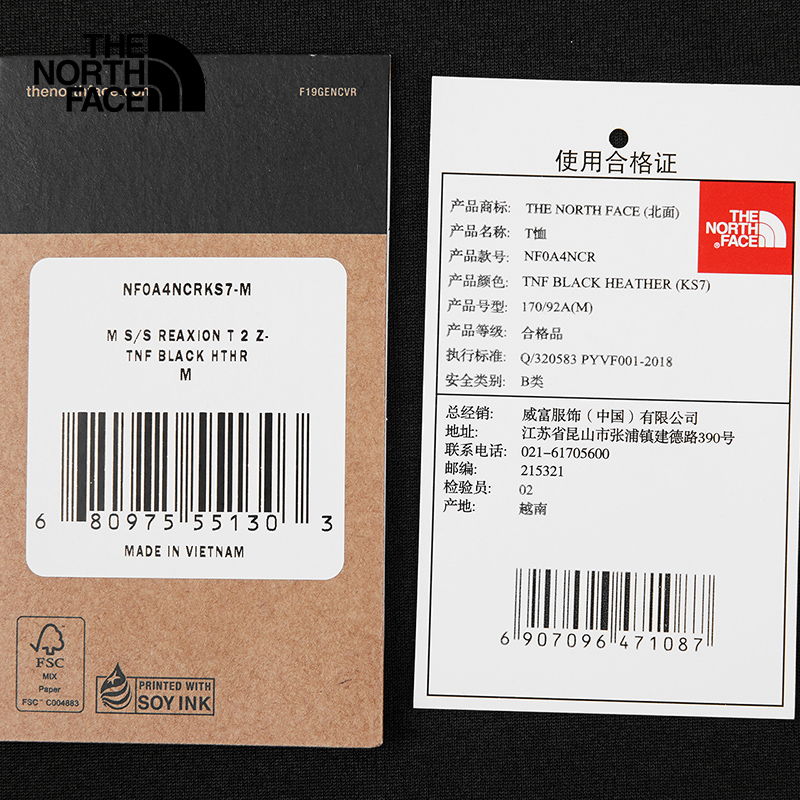 THE
NORTH
FACE
thenorthface.com
F19GENCVR
NF0A4NCRKS7-M
M S/S REAXION T 2 Z-
TNF BLACK HTHR
M
6 80975 55130 3
MADE IN VIETNAM
FSC
MIX
Paper
FSC™ C004883
PRINTED WITH
SOY INK
使用合格证
产品商标: THE NORTH FACE (北面)
产品名称: T恤
产品款号: NF0A4NCR
产品颜色: TNF BLACK HEATHER (KS7)
产品号型: 170/92A(M)
产品等级: 合格品
执行标准: Q/320583 PYVF001-2018
安全类别: B类
THE
NORTH
FACE
总经销: 威富服饰（中国）有限公司
地址: 江苏省昆山市张浦镇建德路390号
联系电话: 021-61705600
邮编: 215321
检验员: 02
产地: 越南
6 907096 471087